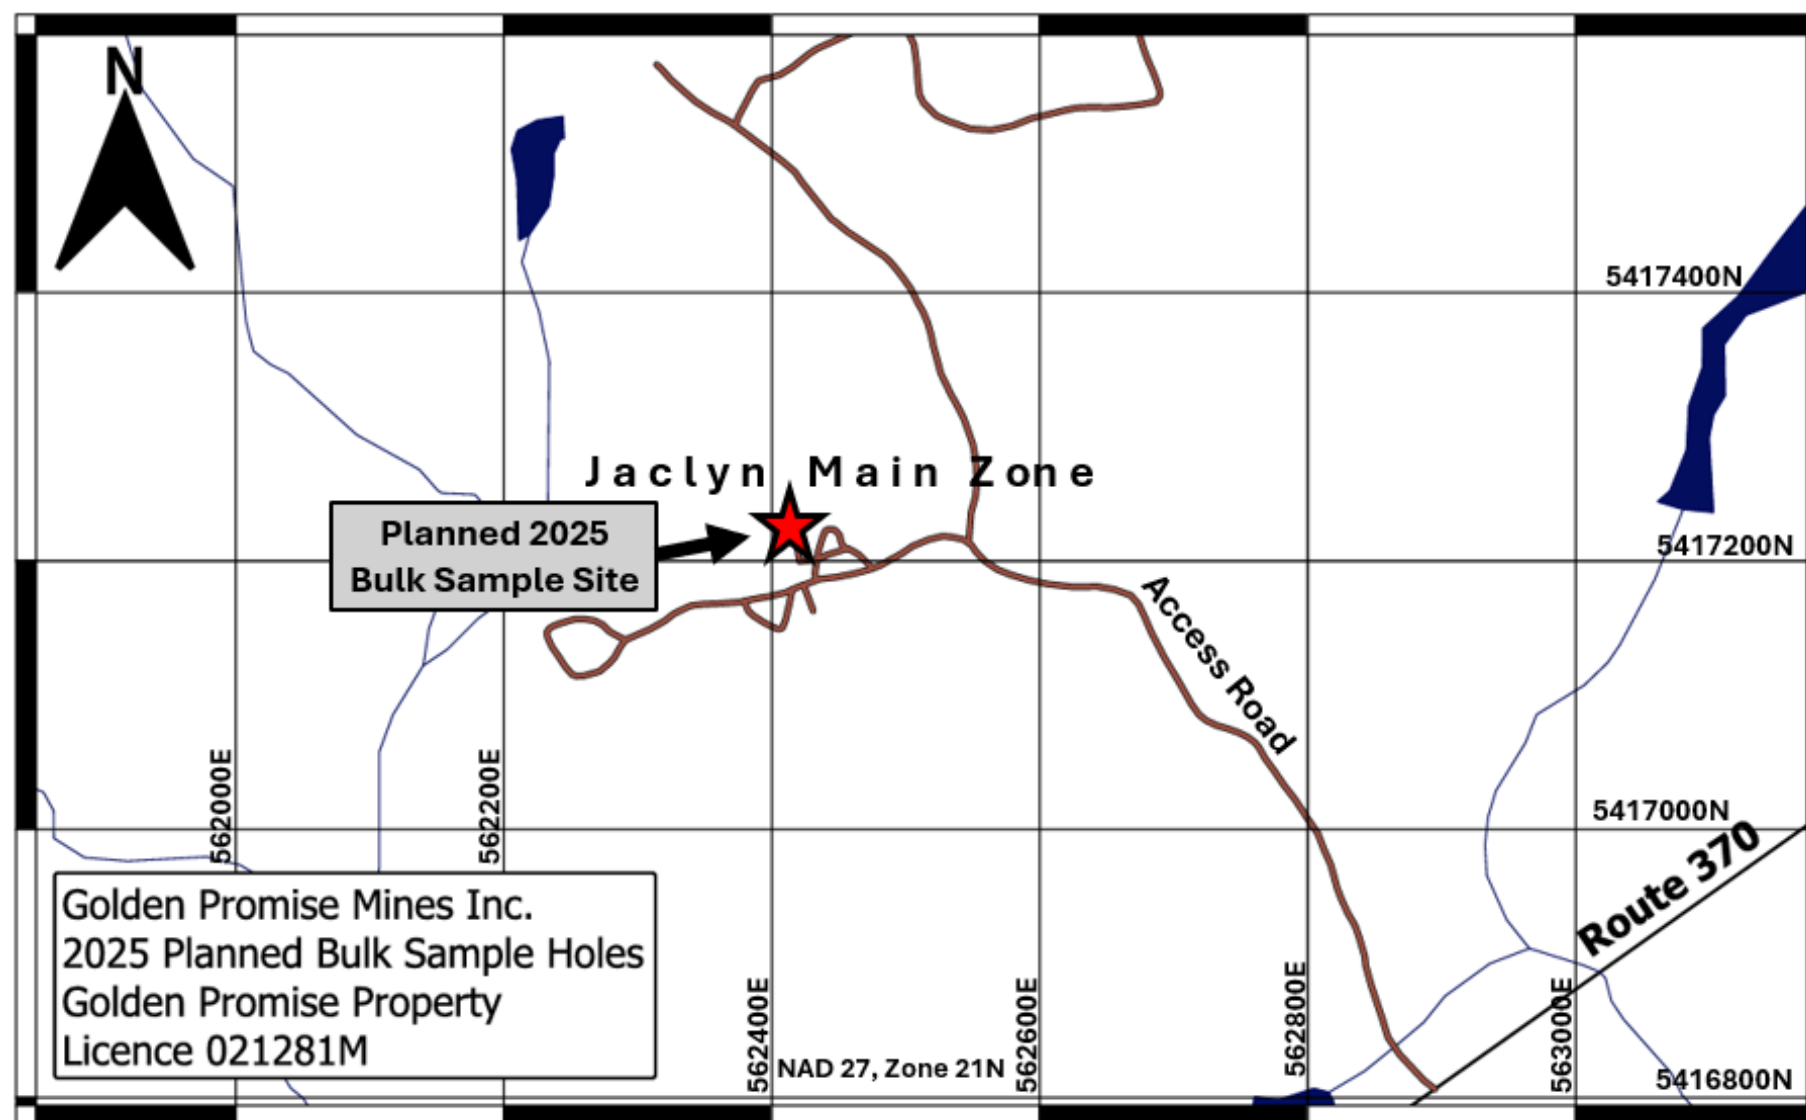 N
5417400N
Jaclyn Main Zone
Planned 2025
Bulk Sample Site
5417200N
Access Road
562000E
562200E
5417000N
Route 370
Golden Promise Mines Inc.
2025 Planned Bulk Sample Holes
Golden Promise Property
Licence 021281M
562400E
NAD 27, Zone 21N
562600E
562800E
563000E
5416800N